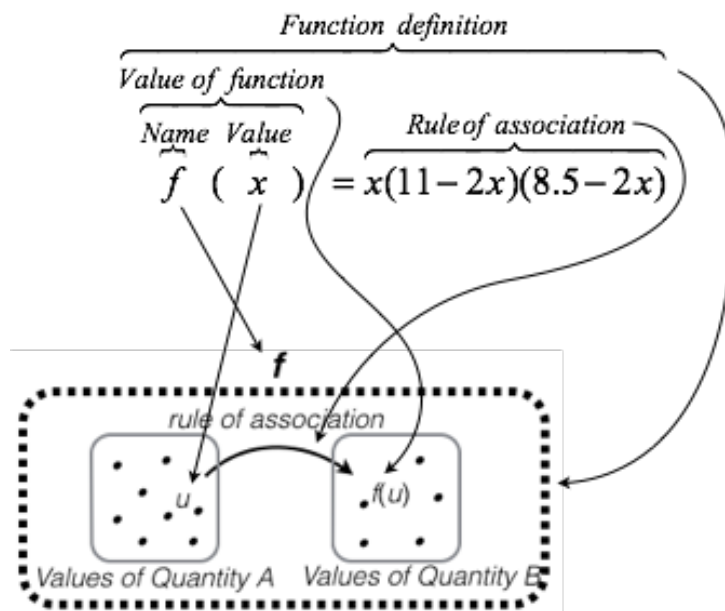 Function definition
Value of function
Name Value Rule of association
f ( x ) = x(11−2x)(8.5−2x)
f
rule of association
u f(u)
Values of Quantity A Values of Quantity B